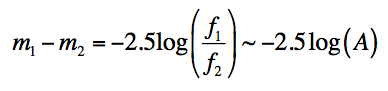 m₁ − m₂ = −2.5log(f₁/f₂) ~ −2.5log(A)